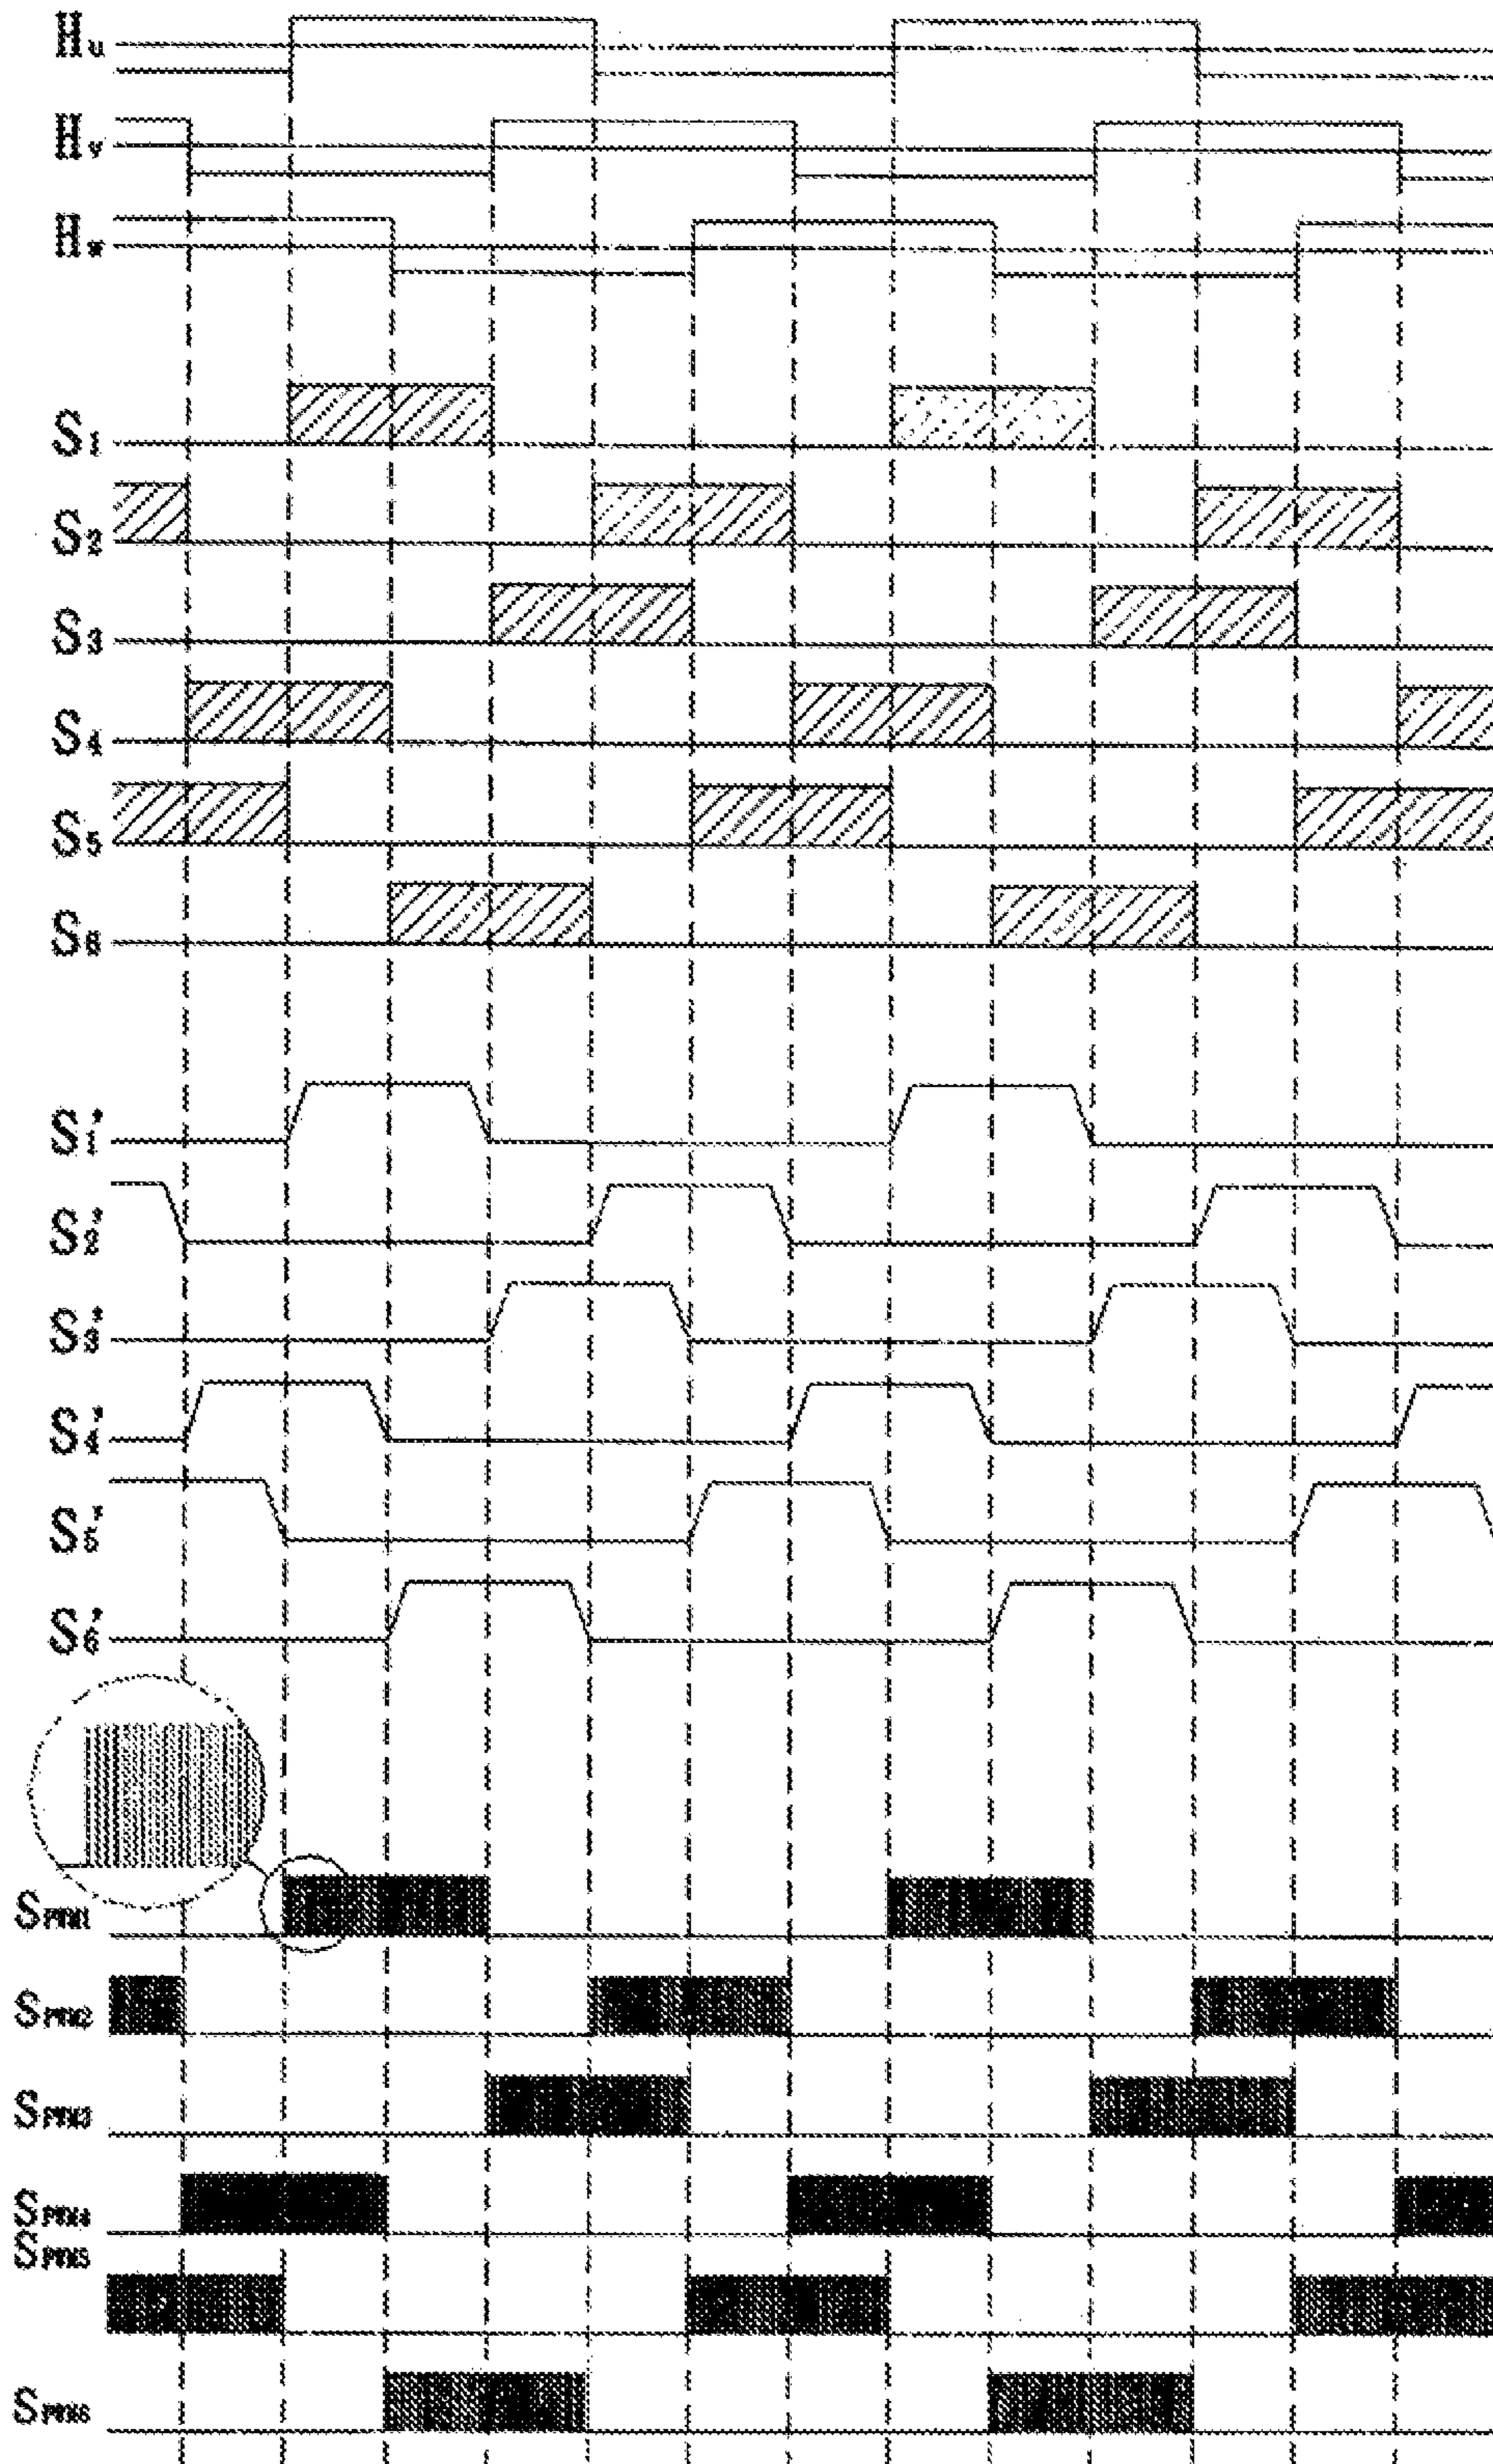 Hu
Hv
Hw
S1
S2
S3
S4
S5
S6
S1*
S2*
S3*
S4*
S5*
S6*
SPWM1
SPWM2
SPWM3
SPWM4
SPWM5
SPWM6